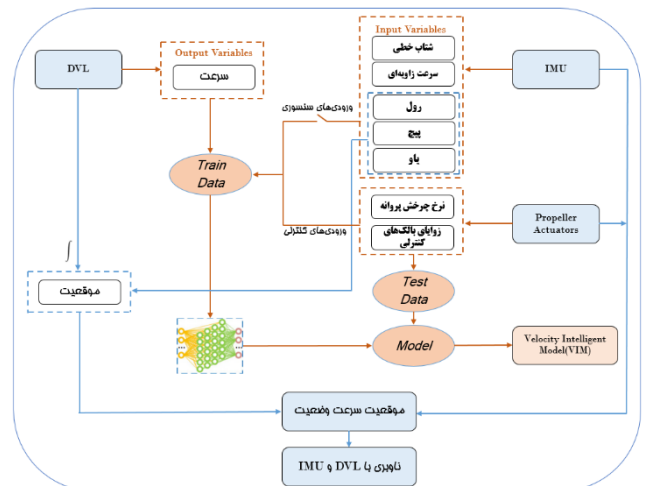 Input Variables
Output Variables
DVL
سرعت
شتاب خطی
سرعت زاویه‌ای
IMU
ورودی‌های سنسوری
رول
پیچ
یاو
Train
Data
نرخ چرخش پروانه
زوایای بالک‌های
کنترلی
ورودی‌های کنترلی
Propeller
Actuators
∫
موقعیت
Test
Data
Model
Velocity Intelligent
Model(VIM)
موقعیت سرعت وضعیت
ناوبری با DVL و IMU